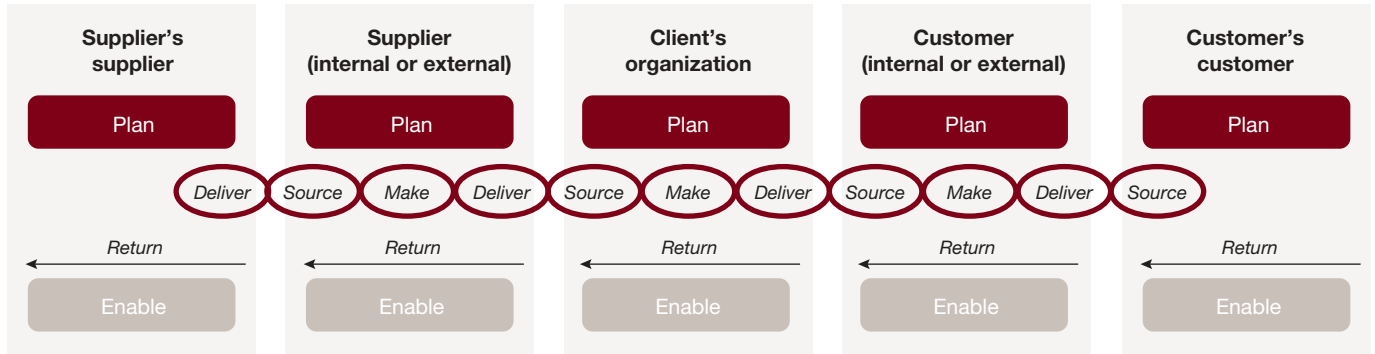 Supplier’s
supplier
Supplier
(internal or external)
Client’s
organization
Customer
(internal or external)
Customer’s
customer
Plan
Plan
Plan
Plan
Plan
Deliver
Source
Make
Deliver
Source
Make
Deliver
Source
Make
Deliver
Source
Return
Return
Return
Return
Return
Enable
Enable
Enable
Enable
Enable